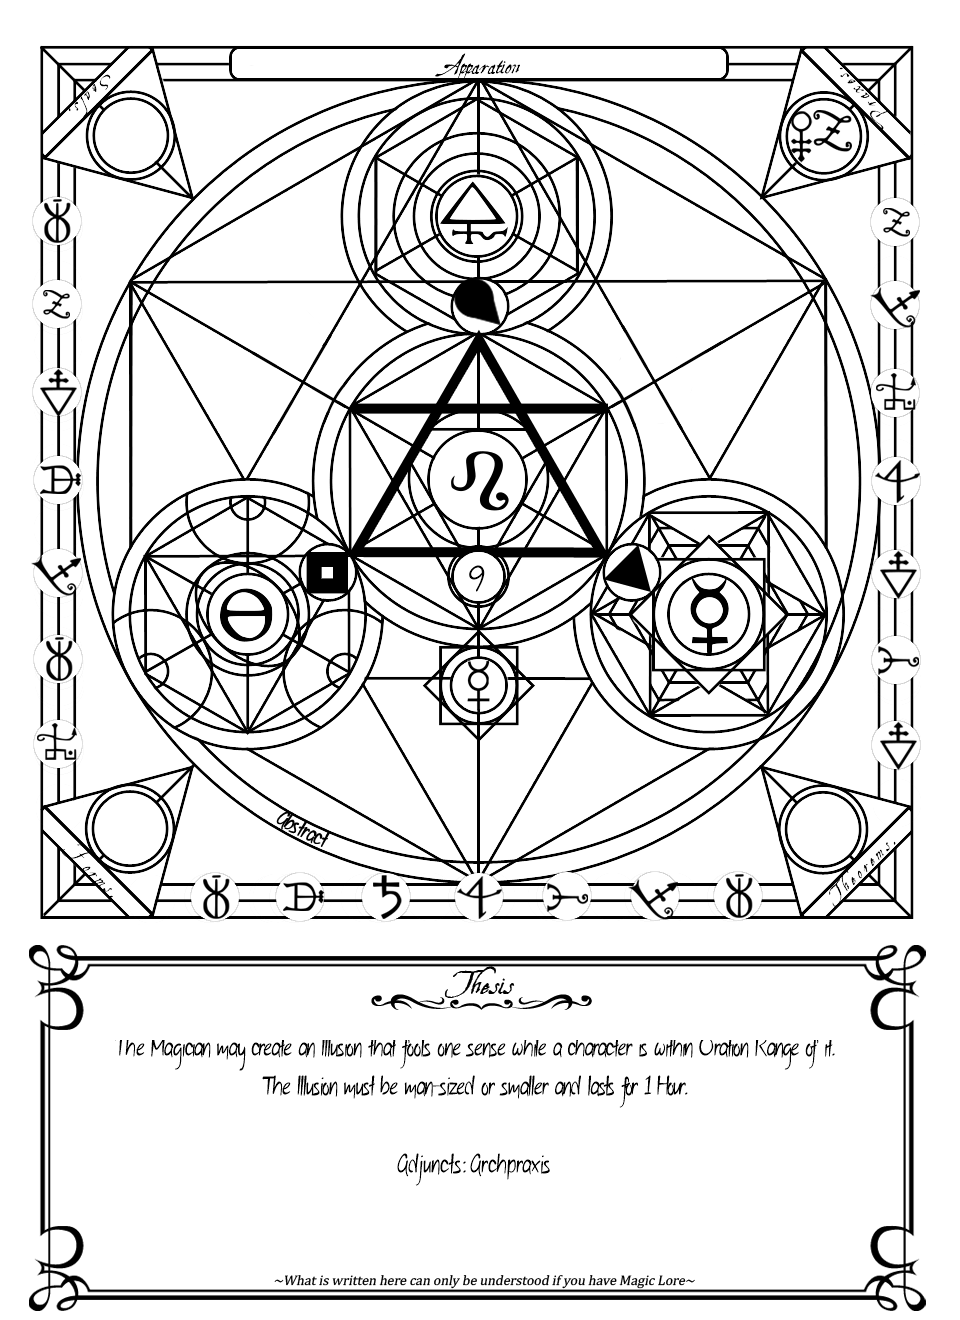 Apparation
Seals
Praxes
9
Abstract
Forms
Theorems
Thesis
The Magician may create an Illusion that fools one sense while a character is within Oration Range of it.
The Illusion must be man-sized or smaller and lasts for 1 Hour.
Adjuncts: Archpraxis
~What is written here can only be understood if you have Magic Lore~